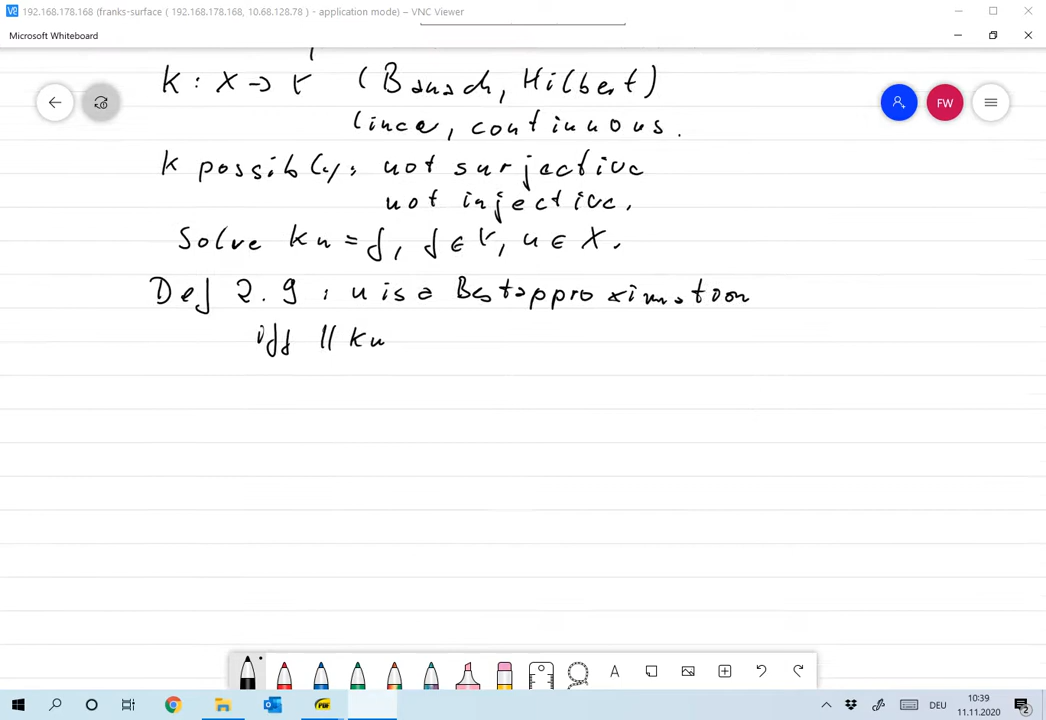 192.168.178.168 (franks-surface ( 192.168.178.168, 10.68.128.78 ) - application mode) – VNC Viewer
Microsoft Whiteboard
K : X → Y (Banach, Hilbert)
linear, continuous.
FW
K possibly: not surjective
not injective.
Solve Ku = f, f ∈ Y, u ∈ X.
Def 2.9 : u is a Bestapproximation
iff ‖ Ku
A
DEU
10:39
11.11.2020
2